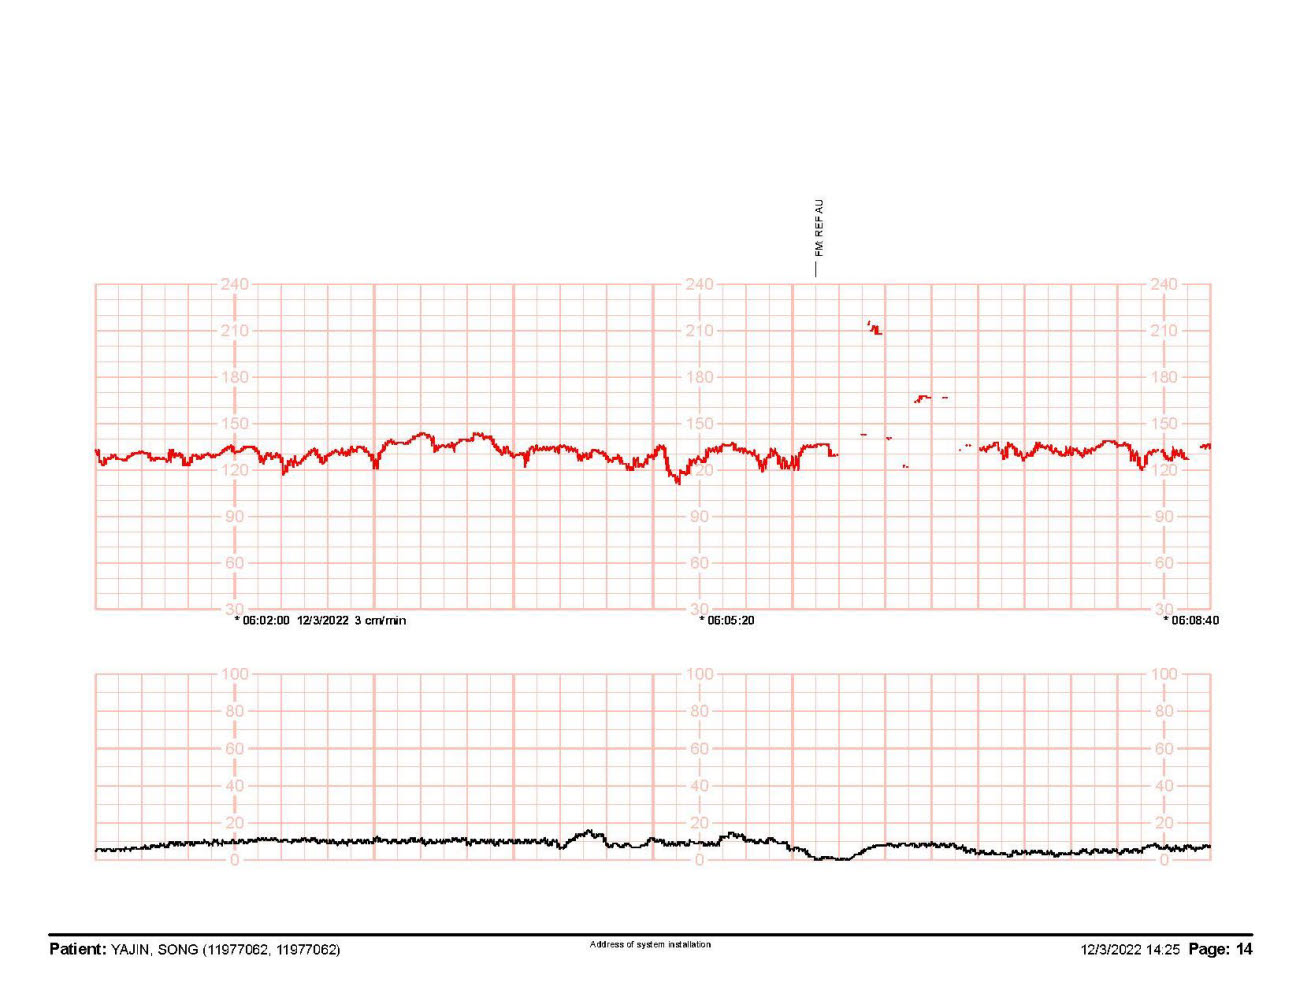 FM: REF AU
240 240 240
210 210 210
180 180 180
150 150 150
120 120 120
90 90 90
60 60 60
30 30 30
* 06:02:00 12/3/2022 3 cm/min * 06:05:20 * 06:08:40
100 100 100
80 80 80
60 60 60
40 40 40
20 20 20
0 0 0
Patient: YAJIN, SONG (11977062, 11977062) Address of system installation 12/3/2022 14:25 Page: 14